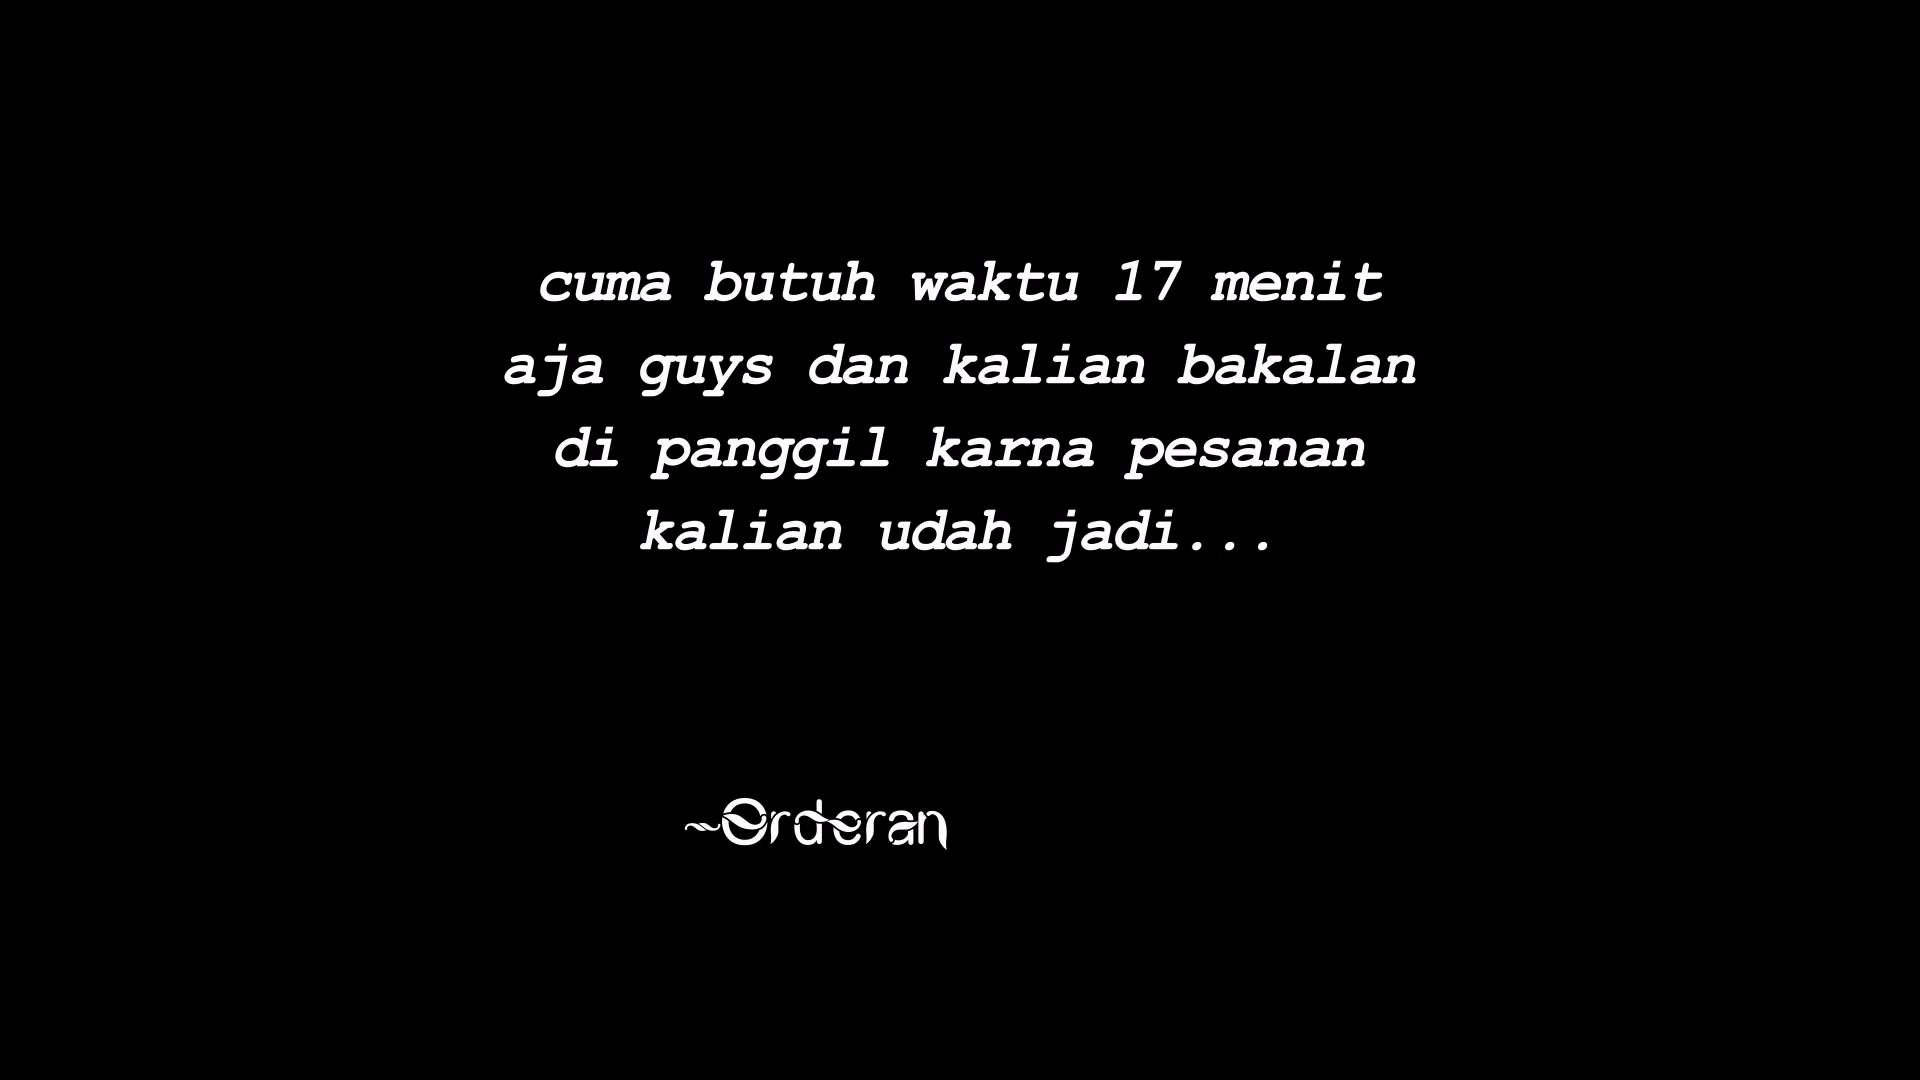 cuma butuh waktu 17 menit
aja guys dan kalian bakalan
di panggil karna pesanan
kalian udah jadi...
~Orderan